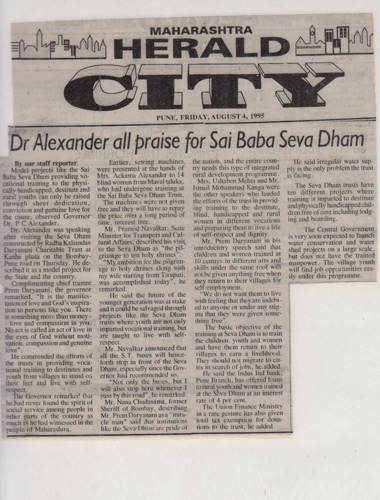 MAHARASHTRA
HERALD
CITY
PUNE, FRIDAY, AUGUST 4, 1995
Dr Alexander all praise for Sai Baba Seva Dham
By our staff reporter
Model projects like the Sai
Baba Seva Dham providing vo-
cational training to the physi-
cally handicapped, destitute and
rural youths can only be raised
through sheer dedication,
conviction and genuine love for
the cause, observed Governor
Dr P C. Alexander.
Dr. Alexander was speaking
after visiting the Seva Dham
constructed by Radha Kaliandas
Daryanani Charitable Trust at
Kanhe phata on the Bombay-
Pune road on Thursday. He de-
scribed it as a model project for
the State and the country.
Complimenting chief trustee
Prem Daryanani, the governor
remarked, "It is the manifes-
tation of love and God's inspira-
tion to persons like you. There
is something more than money -
love and compassion in you.
No act is called an act of love in
the eyes of God without moti-
vation, compassion and genuine
love."
He commended the efforts of
the trusts in providing voca-
tional training to destitutes and
youth from villages to stand on
their feet and live with self-
respect.
The Governor remarked that
he had never found the spirit of
social service among people in
other parts of the country as
much as he had witnessed in the
people of Maharashtra.
Earlier, sewing machines,
were presented at the hands of
Mrs. Ackama Alexander to 14
blind women from Maval taluka,
who had undergone training at
the Sai Baba Seva Dham Trust.
The machines were not given
free and they will have to repay
the price over a long period of
time, interest free.
Mr. Pramod Navalkar, State
Minister for Transport and Cul-
tural Affairs, described his visit
to the Seva Dham as "the pil-
grimage to ten holy shrines".
"My ambition for the pilgrim-
age to holy shrines along with
my wife starting from Tirupati,
was accomplished today", he
remarked.
He said the future of the
younger generation was at stake
and it could be salvaged through
projects like the Seva Dham
trusts where youth are not only
imparted vocational training, but
are taught to live with self-
respect.
Mr. Navalkar announced that
all the S.T. buses will hence-
forth stop in front of the Seva
Dham, especially since the Gov-
ernor had recommended so.
"Not only the buses, but I
will also stop here whenever I
pass by this road", he remarked.
Mr. Nana Chudasama, former
Sheriff of Bombay, describing
Mr. Prem Daryanani as a "mira-
cle man" said that institutions
like the Seva Dham are pride of
the nation, and the entire coun-
try needs this type of integrated
rural development programme.
Mrs. Ushaben Mehta and Mr.
Ismail Mohammad Kanga were
the other speakers who lauded
the efforts of the trust in provid-
ing training to the destitute,
blind, handicapped and rural
women in different vocations
and preparing them to live a life
of self-respect and dignity.
Mr. Prem Daryanani in his
introductory speech said that
children and women trained at
10 camps in different arts and
skills under the same roof will
not be given anything free when
they return to their villages for
self employment.
"We do not want them to live
with feeling that they are indebt-
ed to anyone or under any stig-
ma that they were given some-
thing free".
The basic objective of the
training at Seva Dham is to train
the children, youth and women
and have them return to their
villages to earn a livelihood.
They should not migrate to cit-
ies in search of jobs, he added.
He said the Indus Ind bank,
Pune Branch, has offered loans
to rural youth and women trained
at the Seva Dham at an interest
rate of 4 per cent.
The Union Finance Ministry
in a rare gesture has also given
total tax exemption for dona-
tions to the trust, he added.
He said irregular water sup-
ply is the only problem the trust
is facing.
The Seva Dham trusts have
ten different projects where
training is imparted to destitute
and physically handicapped chil-
dren free of cost including lodg-
ing and boarding.
The Central Government
is very soon expected to launch
water conservation and water
shed projects on a large scale,
but does not have the trained
manpower. The village youth
will find job opportunities eas-
ily under this programme.